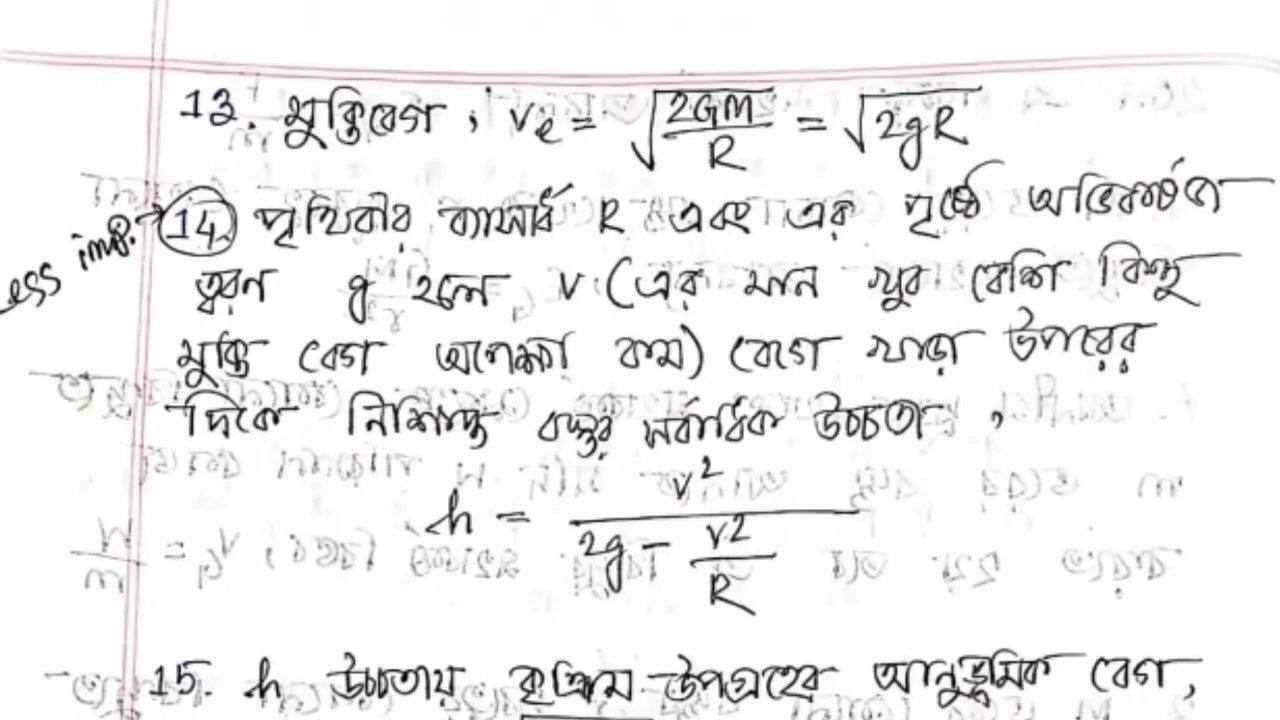 13. মুক্তিবেগ, v_e = √(2GM/R) = √(2gR)
ess imp. → 14. পৃথিবীর ব্যাসার্ধ R এবং এর পৃষ্ঠে অভিকর্ষজ
ত্বরণ g হলে v (এর মান খুব বেশি কিন্তু
মুক্তি বেগ অপেক্ষা কম) বেগে খাড়া উপরের
দিকে নিক্ষিপ্ত বস্তুর সর্বাধিক উচ্চতা,
h = v²/(2g - v²/R)
15. h উচ্চতায় কৃত্রিম উপগ্রহের আনুভূমিক বেগ,